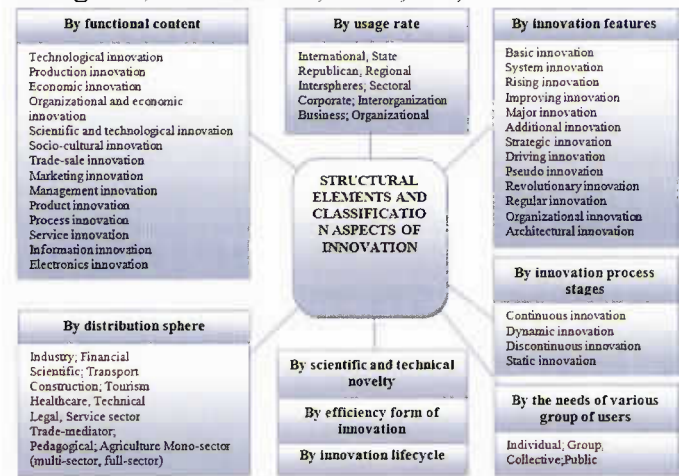 By functional content
Technological innovation
Production innovation
Economic innovation
Organizational and economic
innovation
Scientific and technological innovation
Socio-cultural innovation
Trade-sale innovation
Marketing innovation
Management innovation
Product innovation
Process innovation
Service innovation
Information innovation
Electronics innovation
By usage rate
International, State
Republican, Regional
Interspheres; Sectoral
Corporate; Interorganization
Business; Organizational
By innovation features
Basic innovation
System innovation
Rising innovation
Improving innovation
Major innovation
Additional innovation
Strategic innovation
Driving innovation
Pseudo innovation
Revolutionary innovation
Regular innovation
Organizational innovation
Architectural innovation
STRUCTURAL
ELEMENTS AND
CLASSIFICATIO
N ASPECTS OF
INNOVATION
By distribution sphere
Industry; Financial
Scientific; Transport
Construction; Tourism
Healthcare, Technical
Legal, Service sector
Trade-mediator;
Pedagogical; Agriculture Mono-sector
(multi-sector, full-sector)
By scientific and technical
novelty
By efficiency form of
innovation
By innovation lifecycle
By innovation process
stages
Continuous innovation
Dynamic innovation
Discontinuous innovation
Static innovation
By the needs of various
group of users
Individual; Group;
Collective;Public